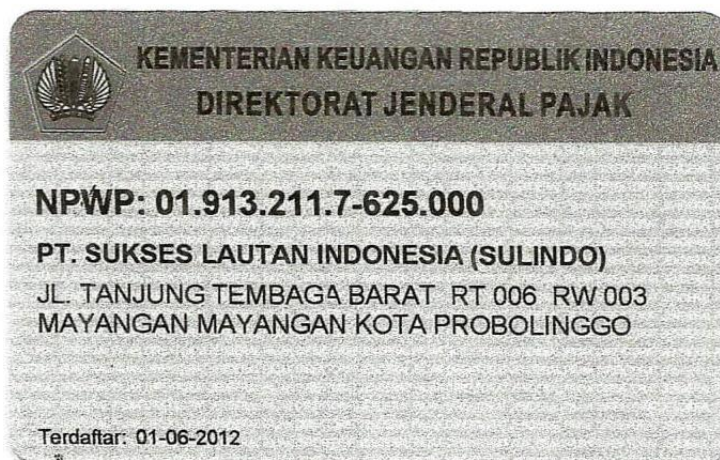 KEMENTERIAN KEUANGAN REPUBLIK INDONESIA
DIREKTORAT JENDERAL PAJAK
NPWP: 01.913.211.7-625.000
PT. SUKSES LAUTAN INDONESIA (SULINDO)
JL. TANJUNG TEMBAGA BARAT RT 006 RW 003
MAYANGAN MAYANGAN KOTA PROBOLINGGO
Terdaftar: 01-06-2012